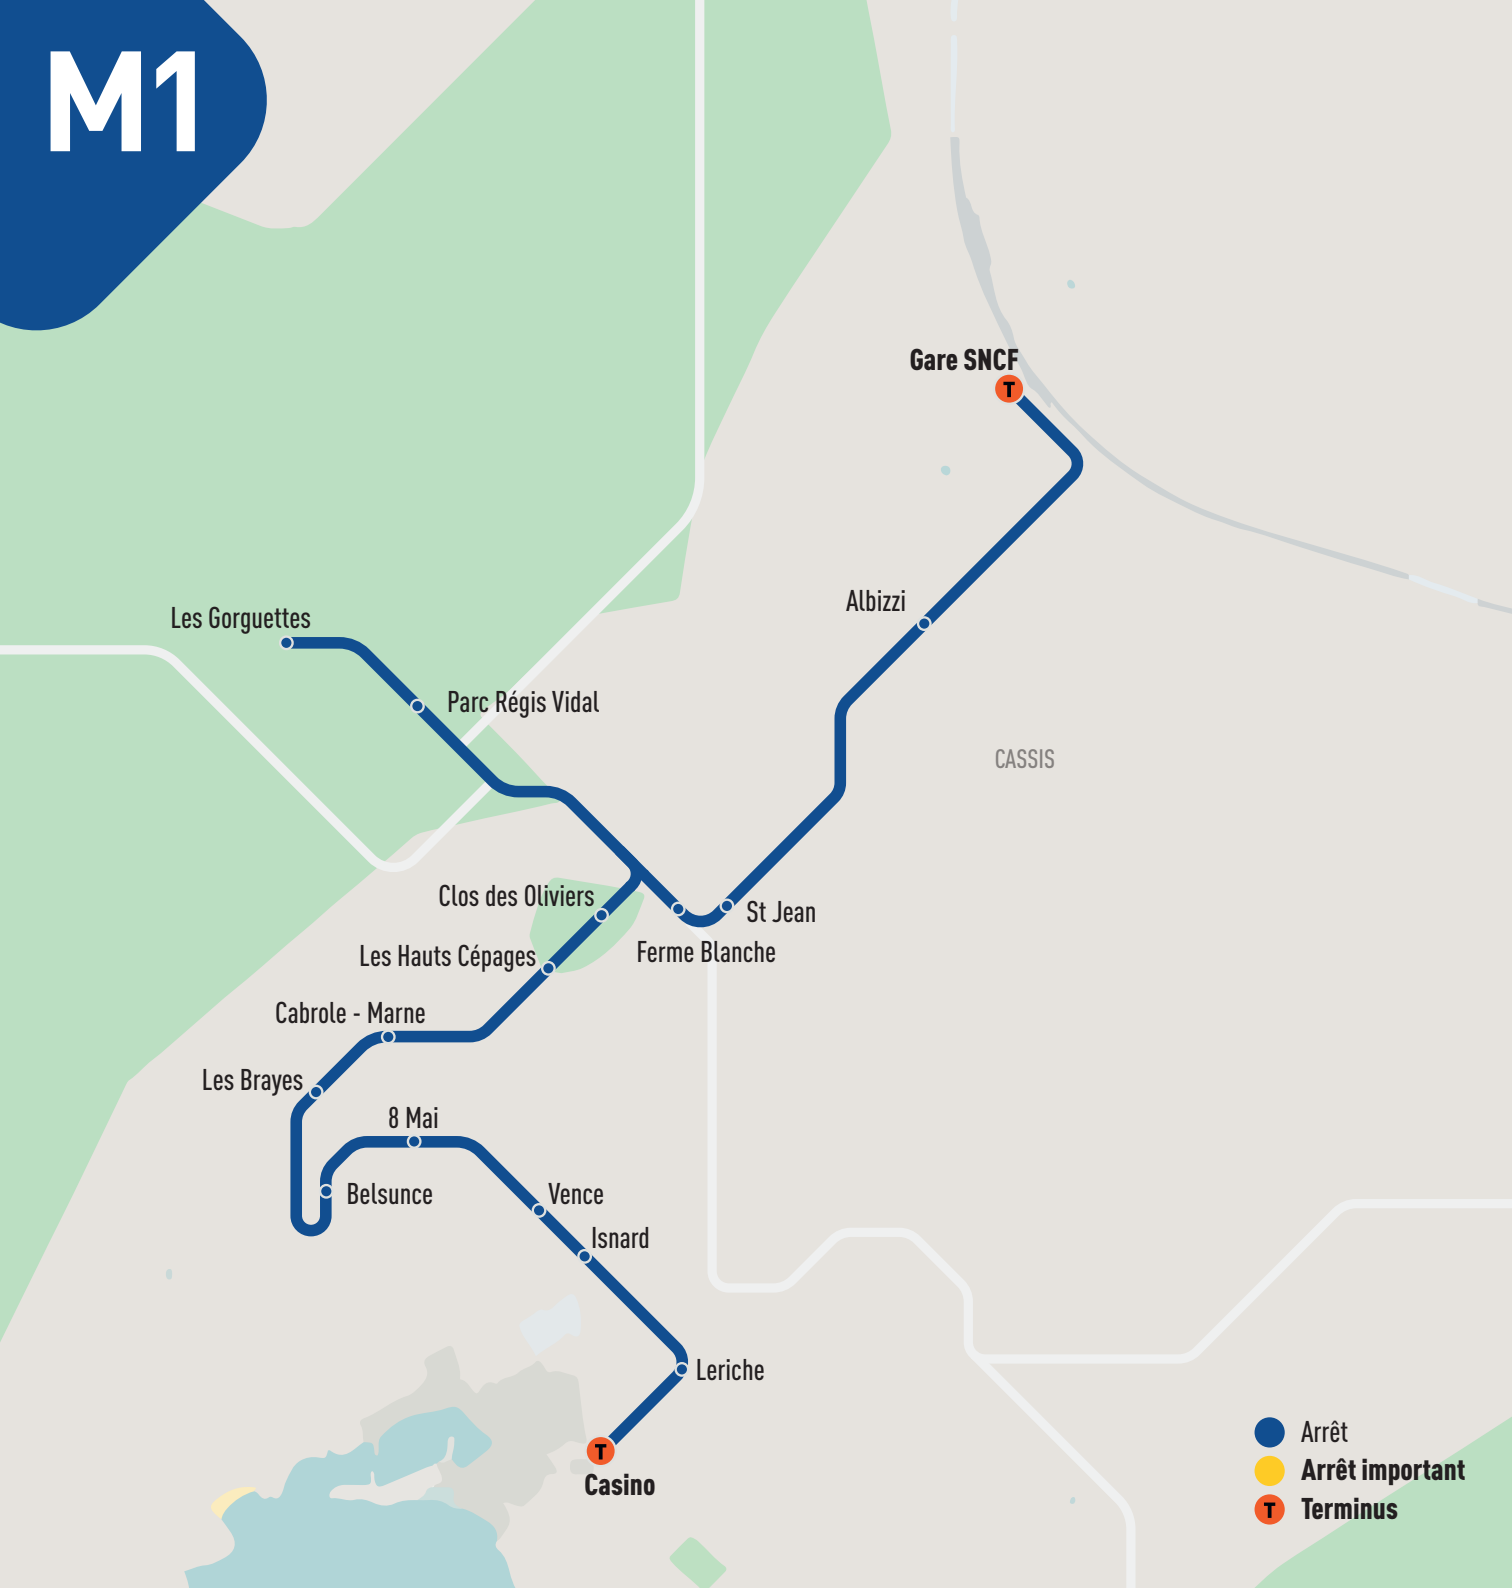 M1
Gare SNCF
T
Albizzi
Les Gorguettes
Parc Régis Vidal
CASSIS
Clos des Oliviers
St Jean
Ferme Blanche
Les Hauts Cépages
Cabrole - Marne
Les Brayes
8 Mai
Belsunce
Vence
Isnard
Leriche
T
Casino
Arrêt
Arrêt important
T Terminus